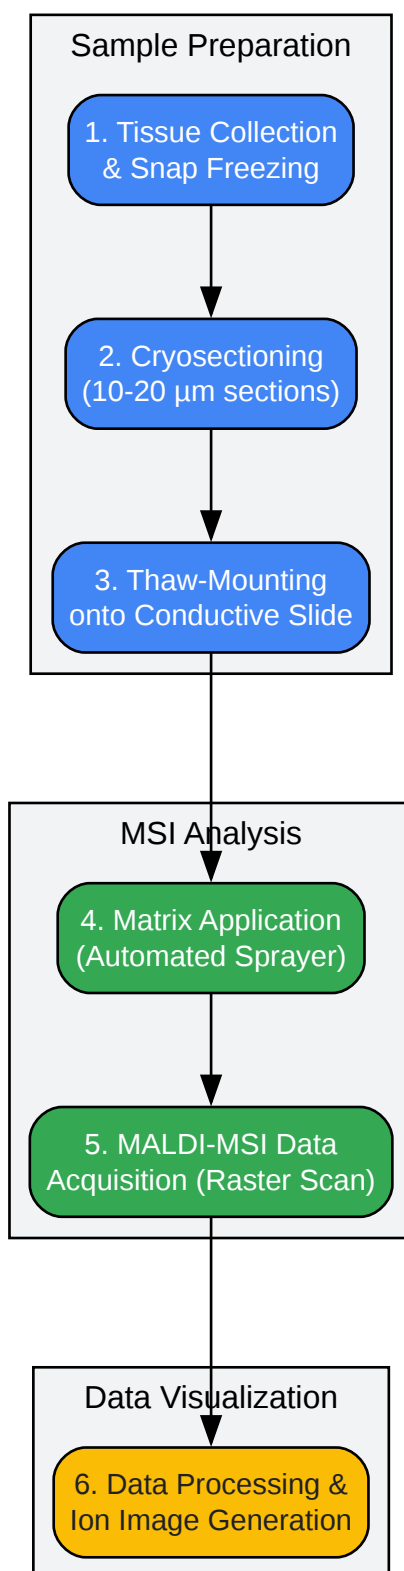 Sample Preparation
1. Tissue Collection
& Snap Freezing
2. Cryosectioning
(10-20 µm sections)
3. Thaw-Mounting
onto Conductive Slide
MSI Analysis
4. Matrix Application
(Automated Sprayer)
5. MALDI-MSI Data
Acquisition (Raster Scan)
Data Visualization
6. Data Processing &
Ion Image Generation